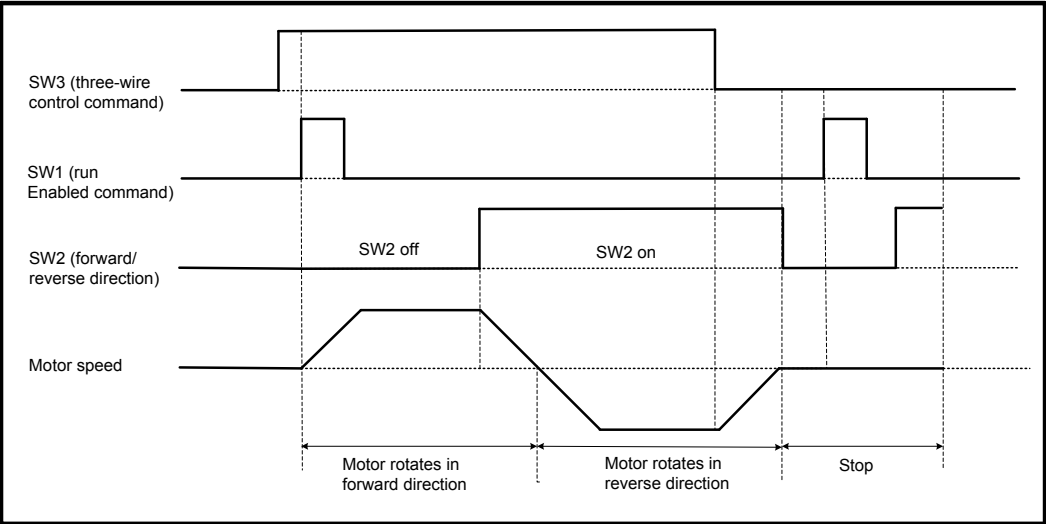 SW3 (three-wire
control command)
SW1 (run
Enabled command)
SW2 (forward/
reverse direction)
SW2 off
SW2 on
Motor speed
Motor rotates in
forward direction
Motor rotates in
reverse direction
Stop